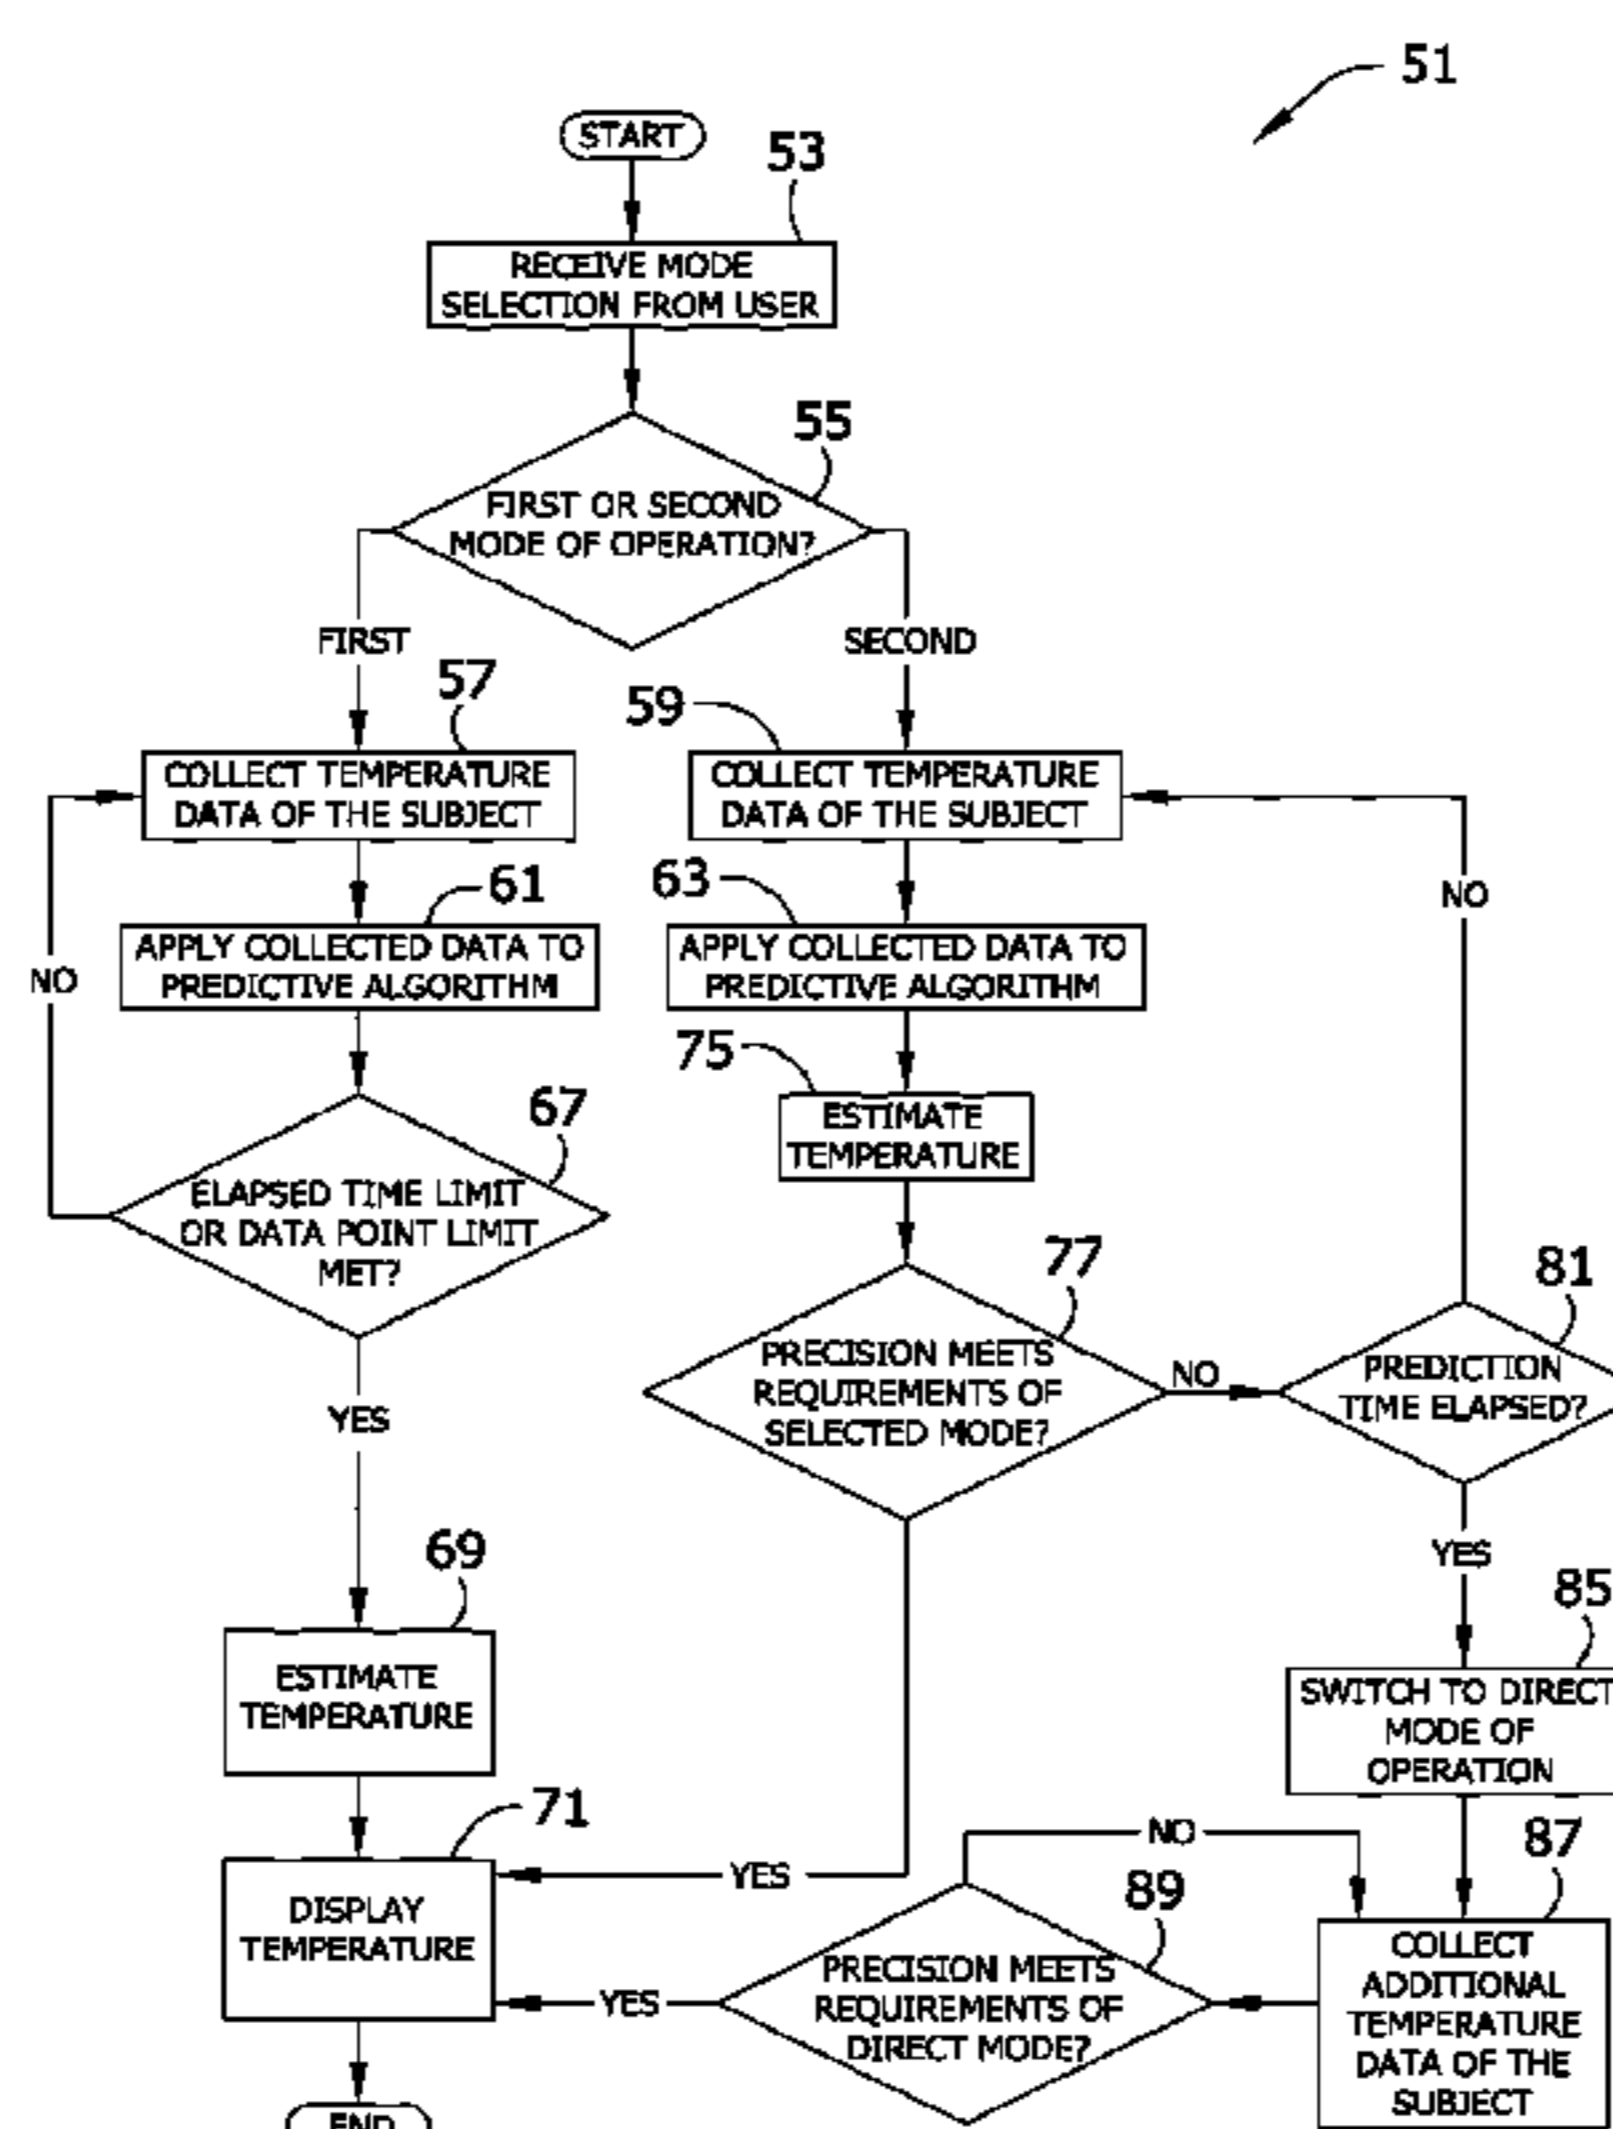 51
START
53
RECEIVE MODE
SELECTION FROM USER
55
FIRST OR SECOND
MODE OF OPERATION?
FIRST
SECOND
57
59
COLLECT TEMPERATURE
DATA OF THE SUBJECT
COLLECT TEMPERATURE
DATA OF THE SUBJECT
NO
61
63
APPLY COLLECTED DATA TO
PREDICTIVE ALGORITHM
APPLY COLLECTED DATA TO
PREDICTIVE ALGORITHM
NO
75
ESTIMATE
TEMPERATURE
67
ELAPSED TIME LIMIT
OR DATA POINT LIMIT
MET?
77
PRECISION MEETS
REQUIREMENTS OF
SELECTED MODE?
NO
81
PREDICTION
TIME ELAPSED?
YES
YES
69
ESTIMATE
TEMPERATURE
85
SWITCH TO DIRECT
MODE OF
OPERATION
71
DISPLAY
TEMPERATURE
YES
NO
87
89
PRECISION MEETS
REQUIREMENTS OF
DIRECT MODE?
YES
COLLECT
ADDITIONAL
TEMPERATURE
DATA OF THE
SUBJECT
END